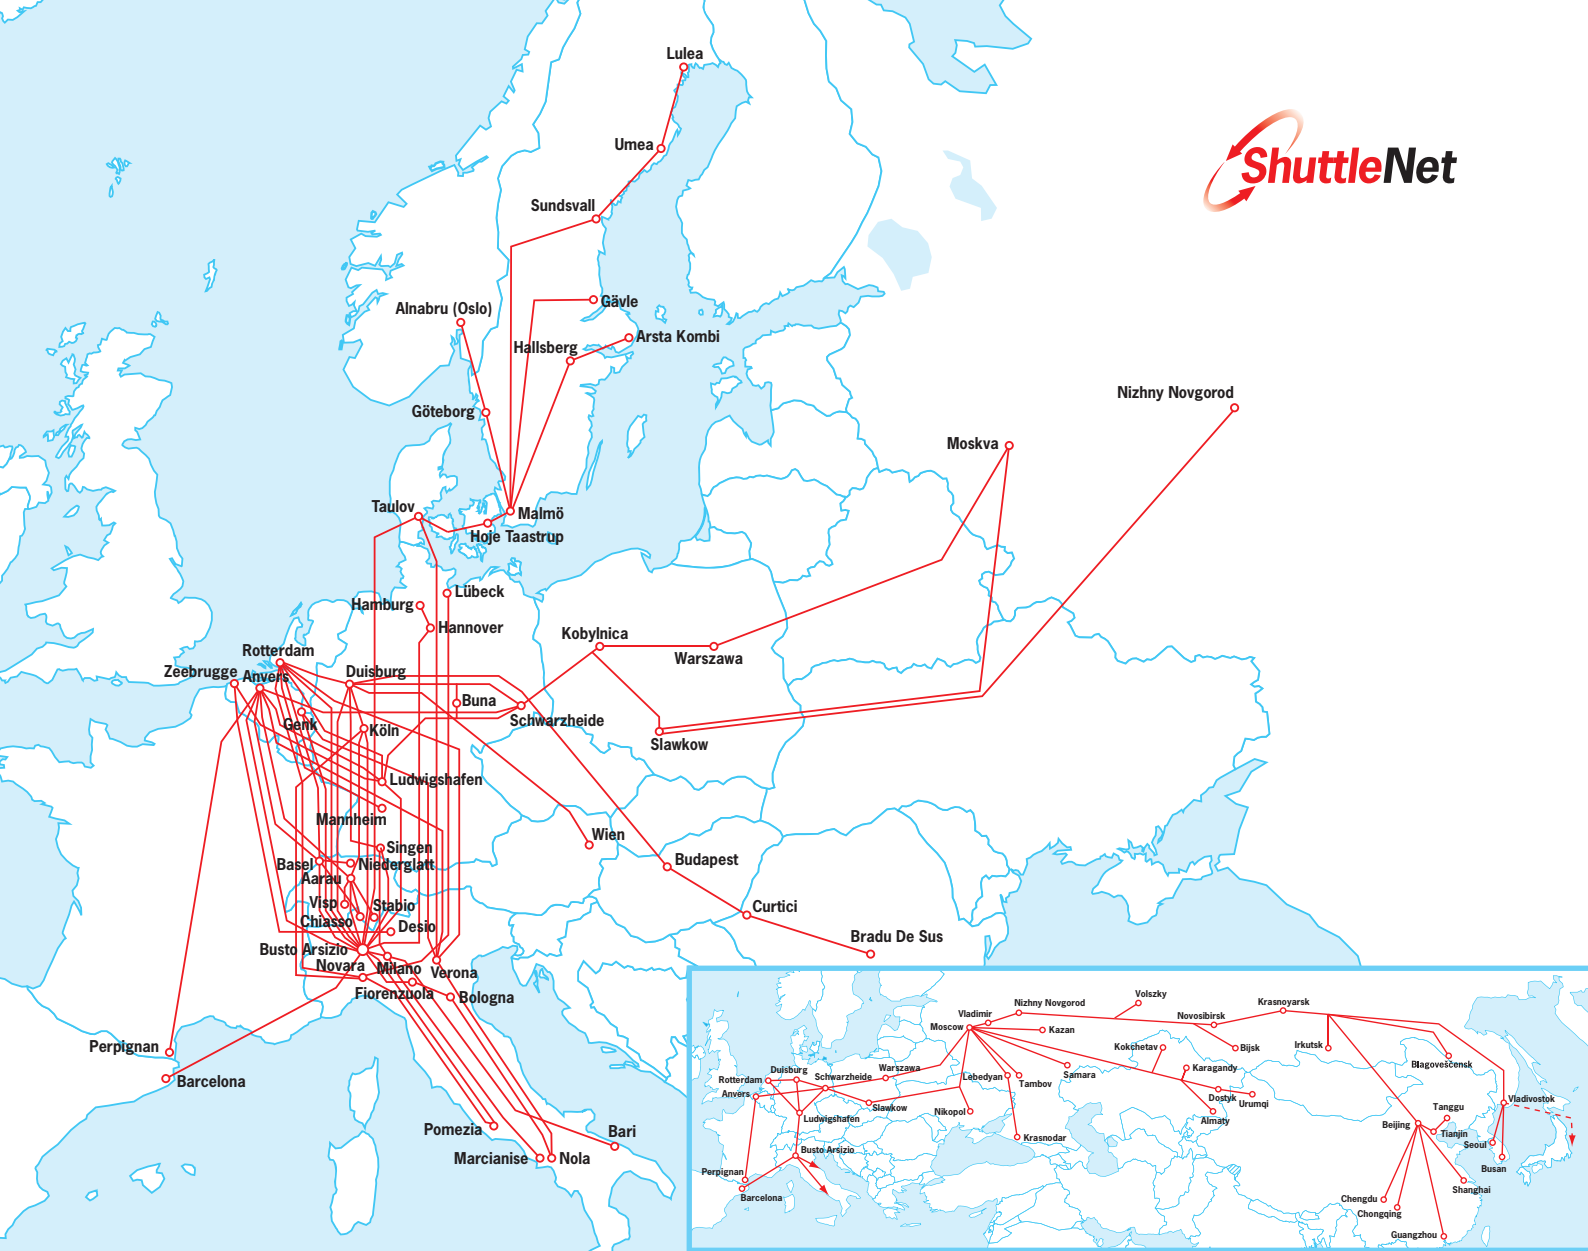 Lulea
Umea
Sundsvall
ShuttleNet
Gävle
Alnabru (Oslo)
Arsta Kombi
Hallsberg
Nizhny Novgorod
Göteborg
Moskva
Taulov
Malmö
Hoje Taastrup
Lübeck
Hamburg
Hannover
Kobylnica
Warszawa
Rotterdam
Zeebrugge
Anvers
Duisburg
Buna
Schwarzheide
Genk
Köln
Slawkow
Ludwigshafen
Mannheim
Wien
Singen
Basel
Niederglatt
Budapest
Aarau
Visp
Stabio
Chiasso
Desio
Curtici
Bradu De Sus
Busto Arsizio
Novara
Milano
Verona
Fiorenzuola
Bologna
Perpignan
Barcelona
Pomezia
Marcianise
Nola
Bari
Volszky
Nizhny Novgorod
Krasnoyarsk
Vladimir
Novosibirsk
Moscow
Kazan
Kokchetav
Bijsk
Irkutsk
Blagoveščensk
Duisburg
Warszawa
Karagandy
Samara
Rotterdam
Schwarzheide
Lebedyan
Tambov
Anvers
Dostyk
Urumqi
Slawkow
Nikopol
Almaty
Vladivostok
Tanggu
Ludwigshafen
Beijing
Tianjin
Krasnodar
Seoul
Busto Arsizio
Busan
Perpignan
Shanghai
Barcelona
Chengdu
Chongqing
Guangzhou